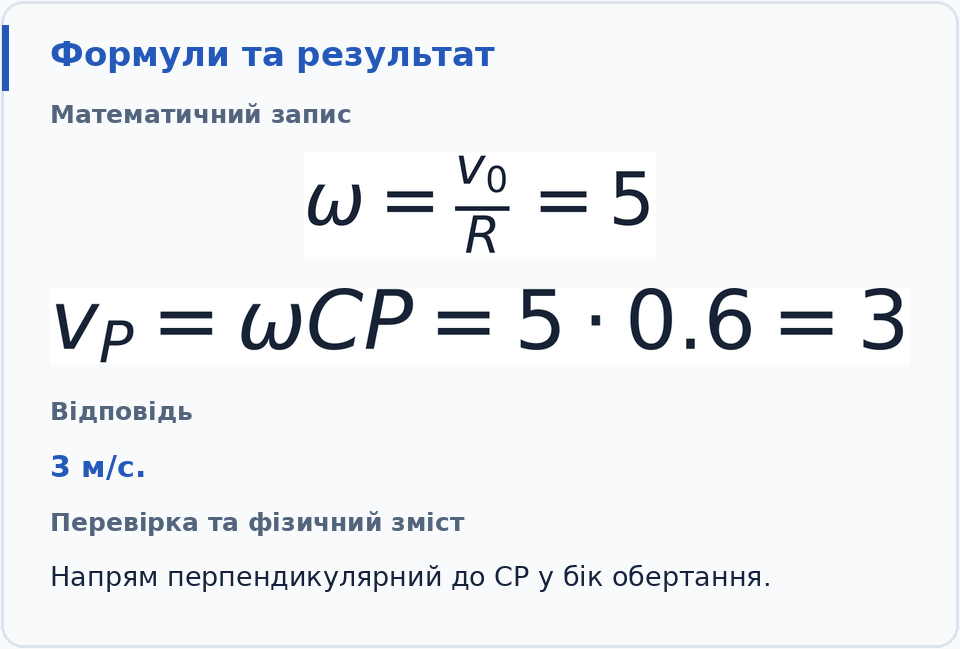 Формули та результат
Математичний запис
ω = v₀/R = 5
v_P = ωCP = 5 · 0.6 = 3
Відповідь
3 м/с.
Перевірка та фізичний зміст
Напрям перпендикулярний до CP у бік обертання.